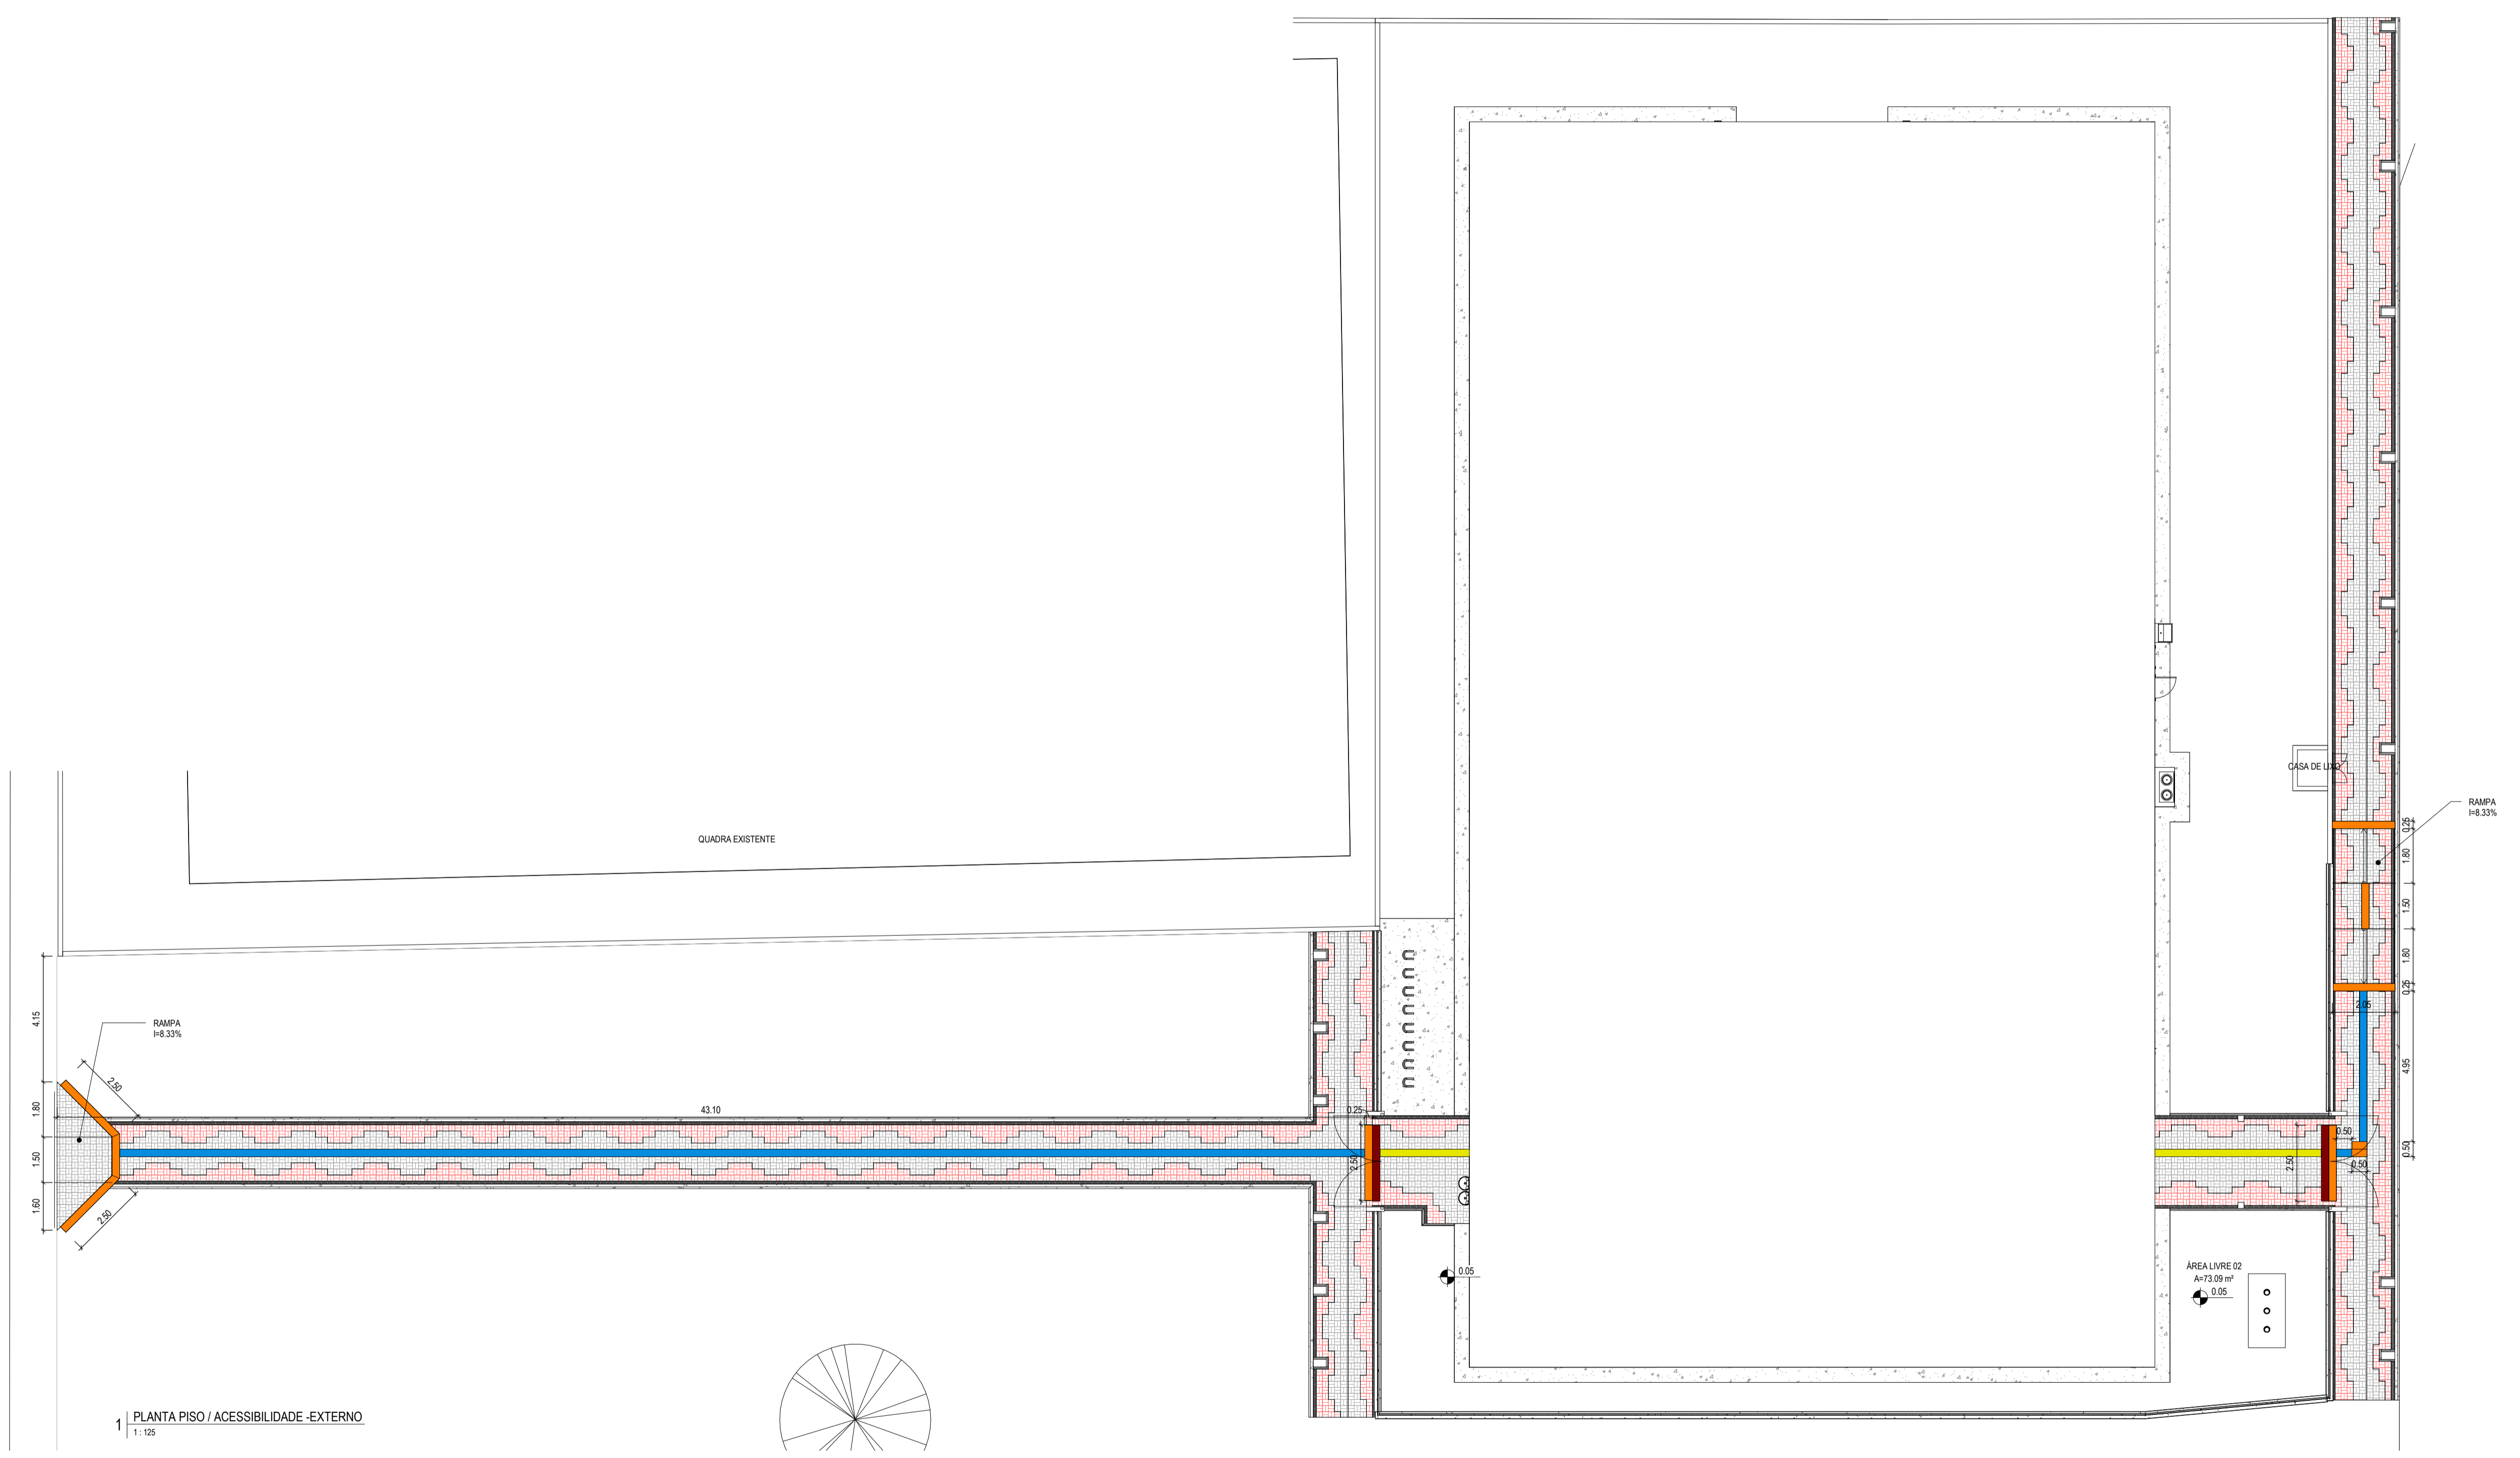 CASA DE LIXO
RAMPA
I=8.33%
0.25
1.80
1.50
1.80
0.25
2.05
4.95
0.50
0.50
0.50
QUADRA EXISTENTE
4.15
RAMPA
I=8.33%
2.50
1.80
1.50
1.60
2.50
43.10
0.25
2.50
2.50
0.05
ÁREA LIVRE 02
A=73.09 m²
0.05
1
PLANTA PISO / ACESSIBILIDADE -EXTERNO
1 : 125